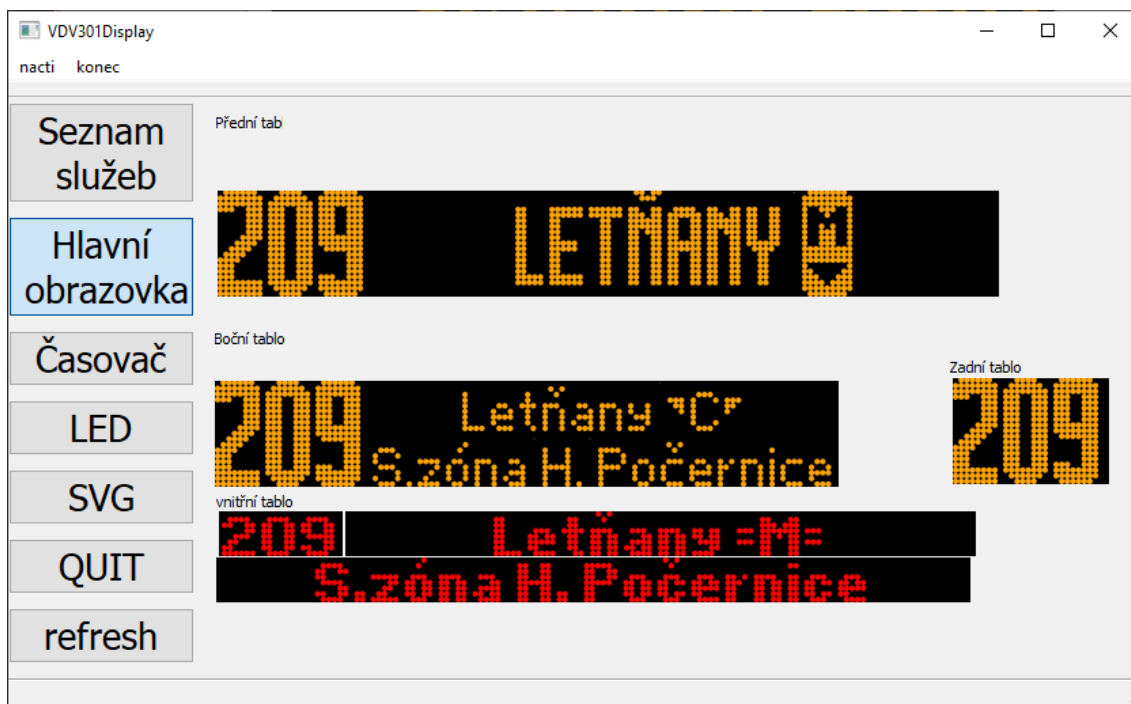 VDV301Display
nacti konec
Seznam
služeb
Hlavní
obrazovka
Časovač
LED
SVG
QUIT
refresh
Přední tab
209 LETŇANY M
Boční tablo
209 Letňany C
S.zóna H. Počernice
Zadní tablo
209
vnitřní tablo
209 Letňany =M=
S.zóna H. Počernice